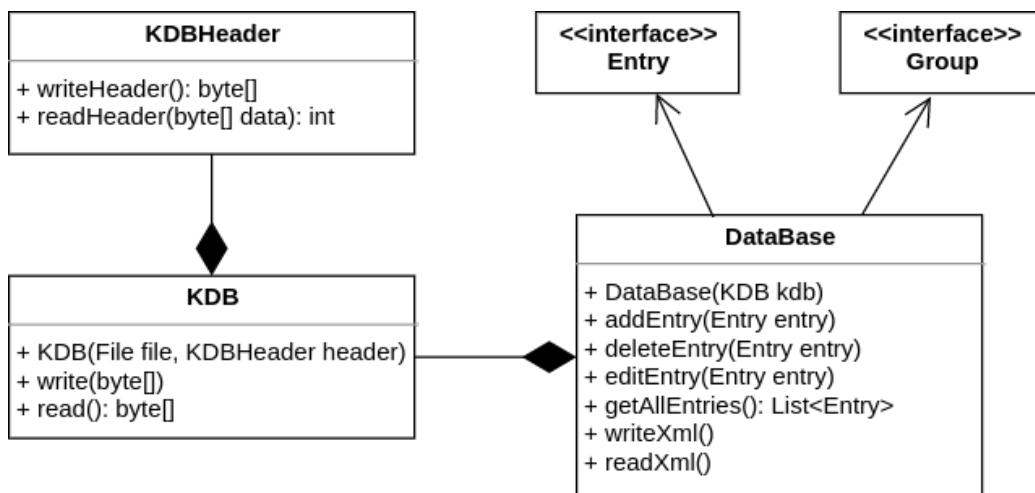 KDBHeader
+ writeHeader(): byte[]
+ readHeader(byte[] data): int
<<interface>>
Entry
<<interface>>
Group
KDB
+ KDB(File file, KDBHeader header)
+ write(byte[])
+ read(): byte[]
DataBase
+ DataBase(KDB kdb)
+ addEntry(Entry entry)
+ deleteEntry(Entry entry)
+ editEntry(Entry entry)
+ getAllEntries(): List<Entry>
+ writeXml()
+ readXml()